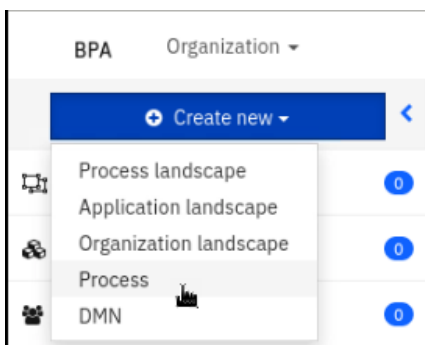 BPA Organization
Create new
Process landscape
0
Application landscape
Organization landscape
0
Process
DMN
0